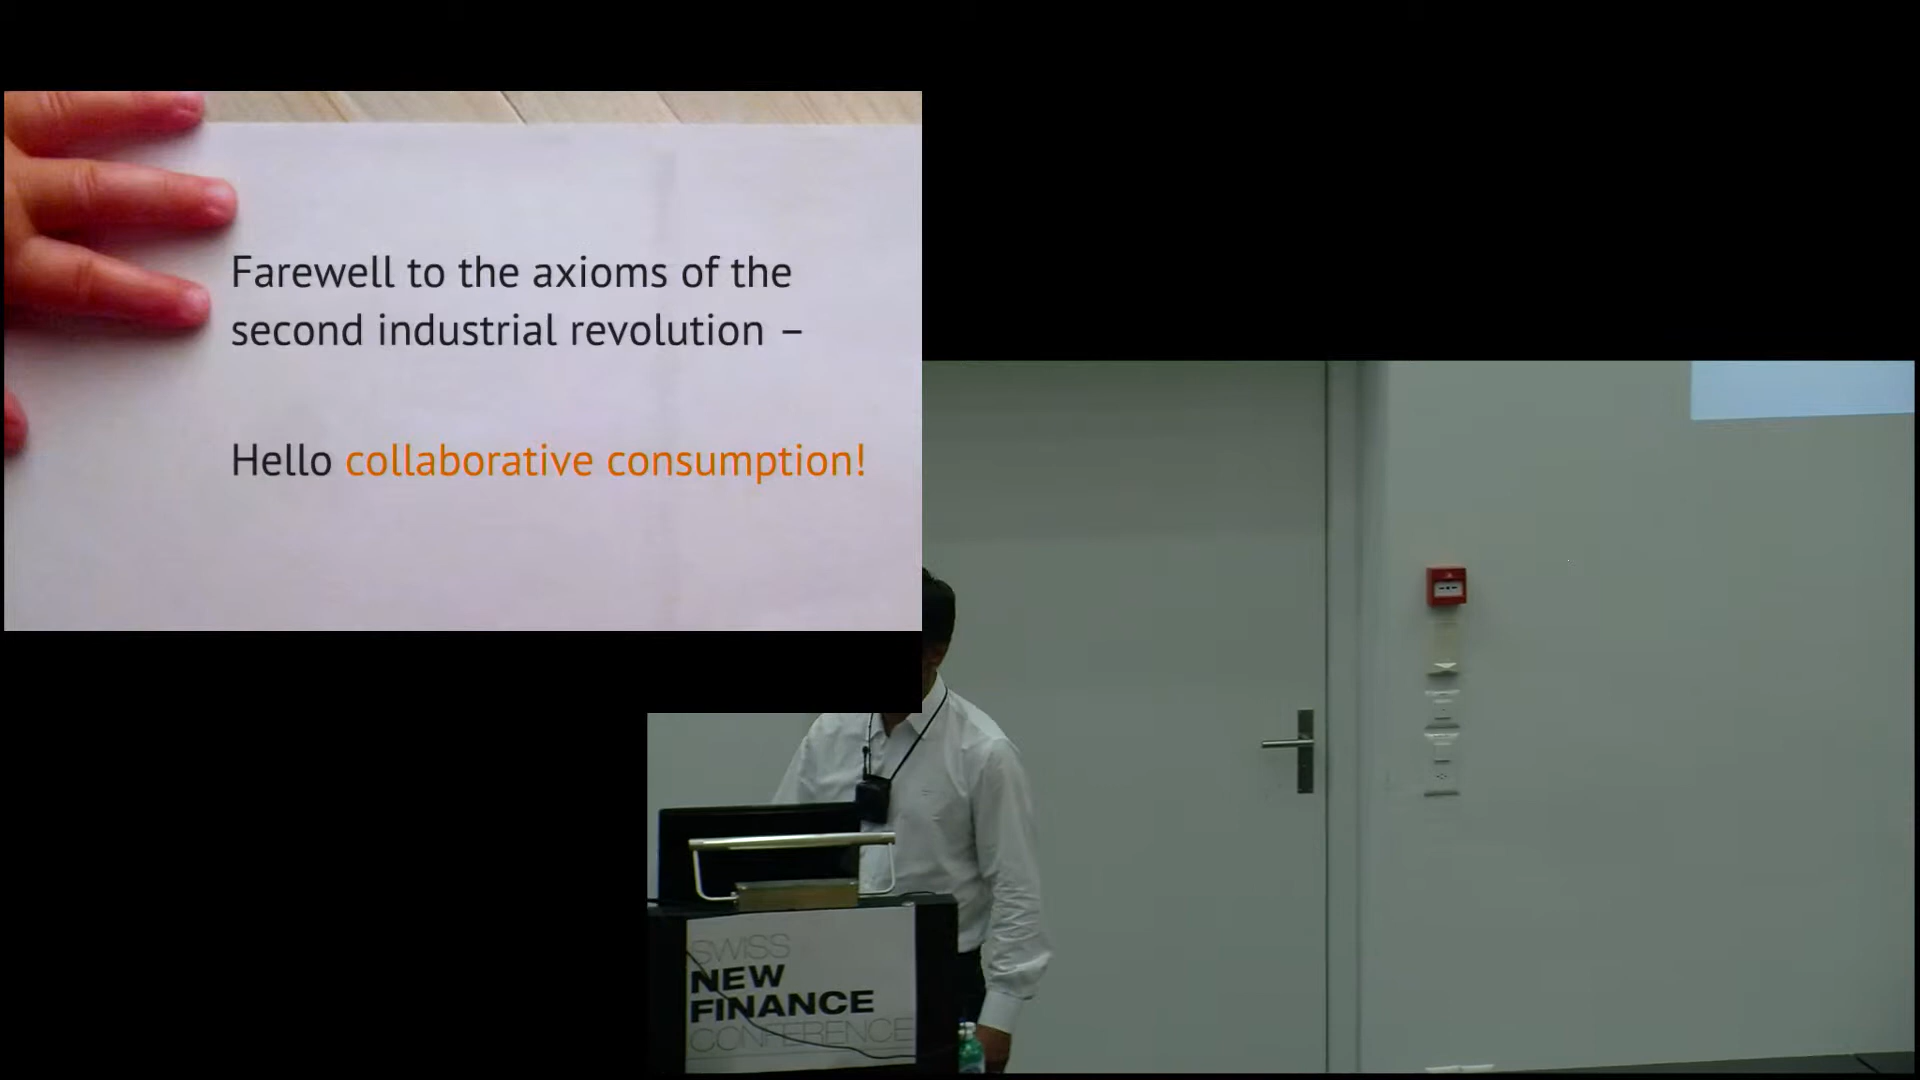 Farewell to the axioms of the
second industrial revolution –
Hello collaborative consumption!
SWISS
NEW
FINANCE
CONFERENCE